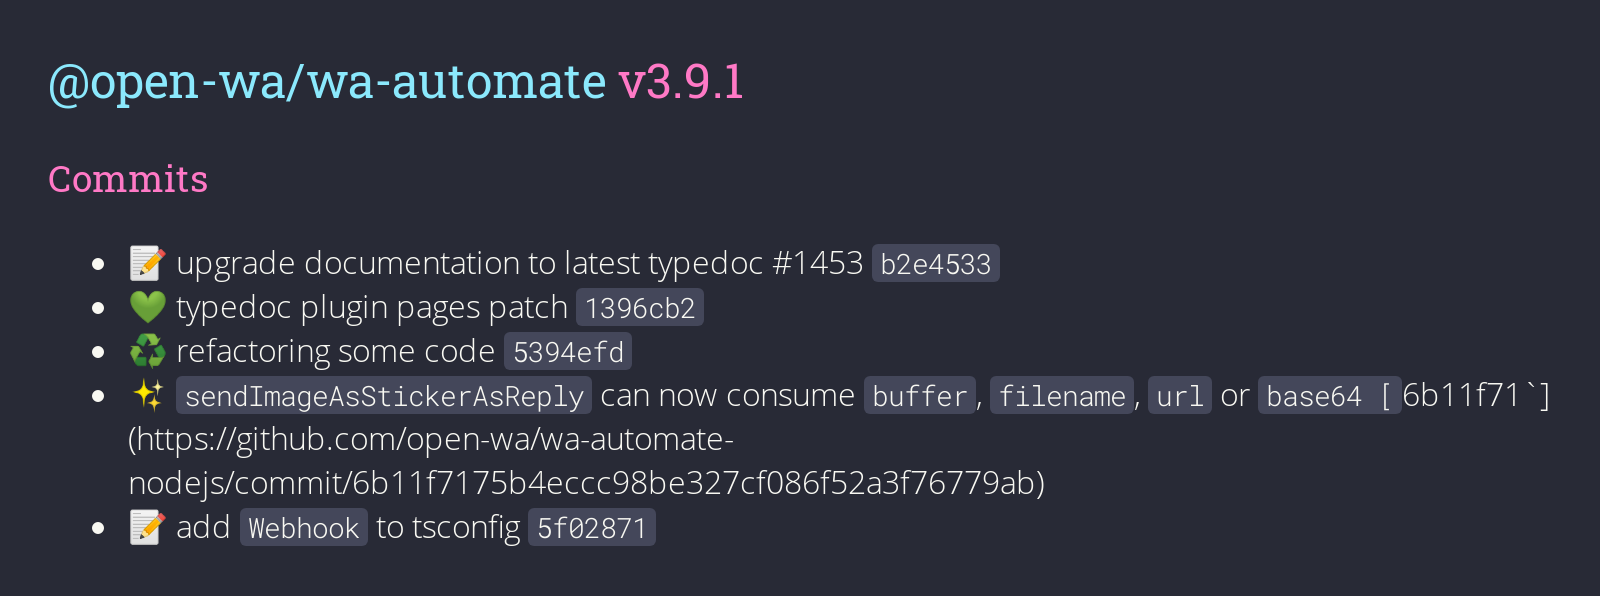 @open-wa/wa-automate v3.9.1
Commits
📝 upgrade documentation to latest typedoc #1453 b2e4533
💚 typedoc plugin pages patch 1396cb2
♻️ refactoring some code 5394efd
✨ sendImageAsStickerAsReply can now consume buffer, filename, url or base64 [6b11f71`]
(https://github.com/open-wa/wa-automate-
nodejs/commit/6b11f7175b4eccc98be327cf086f52a3f76779ab)
📝 add Webhook to tsconfig 5f02871